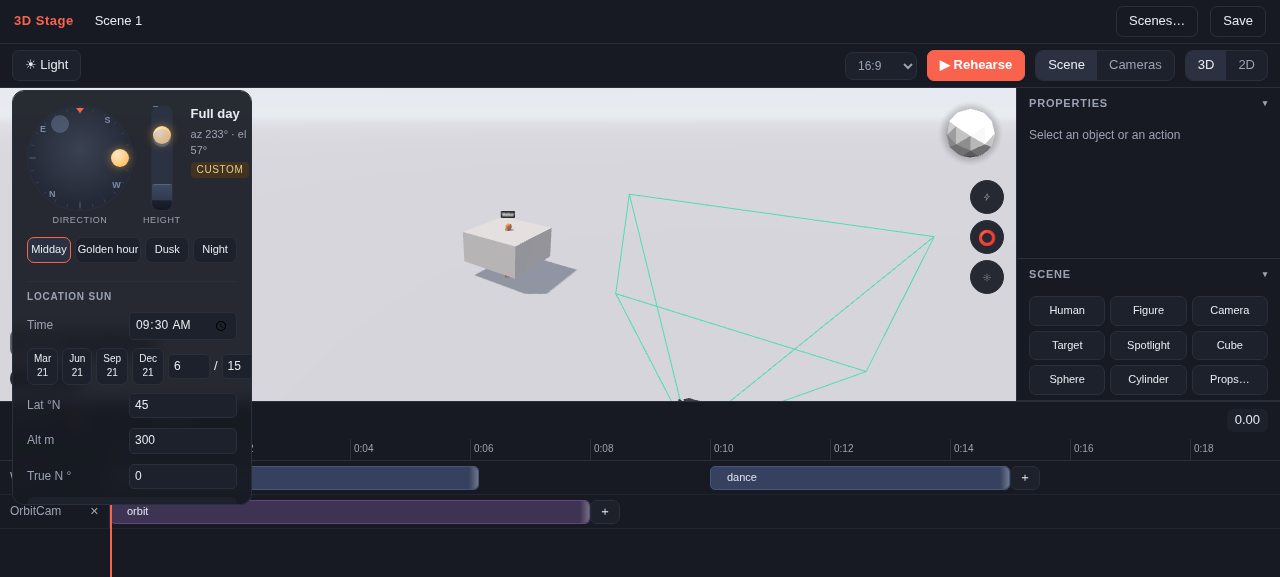 3D Stage Scene 1 Scenes… Save
☀ Light 16:9 ▶ Rehearse Scene Cameras 3D 2D
Full day
az 233° · el
57°
CUSTOM
E S N W
DIRECTION HEIGHT
Midday Golden hour Dusk Night
LOCATION SUN
Time 09:30 AM
Mar 21 Jun 21 Sep 21 Dec 21 6 / 15
Lat °N 45
Alt m 300
True N ° 0
PROPERTIES ▾
Select an object or an action
SCENE ▾
Human Figure Camera
Target Spotlight Cube
Sphere Cylinder Props…
0.00
0:04 0:06 0:08 0:10 0:12 0:14 0:16 0:18
dance +
OrbitCam × orbit +